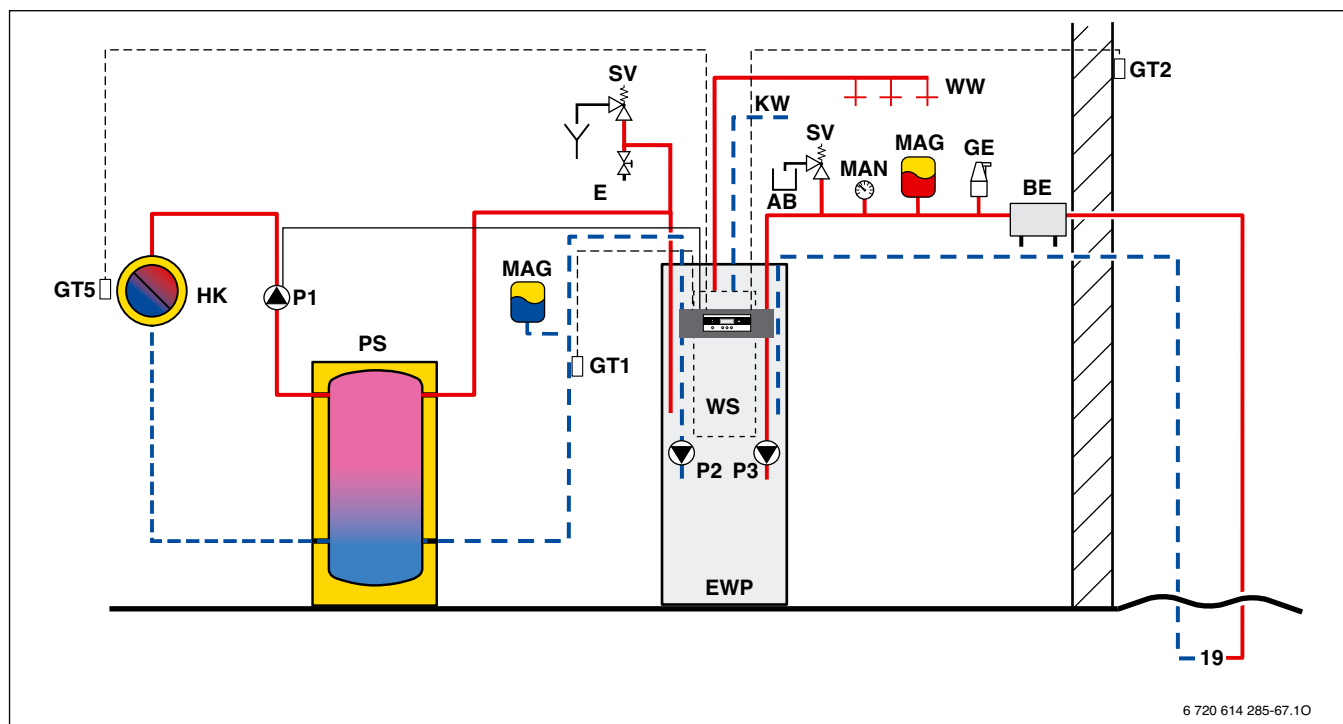 SV
WW
GT2
KW
SV
MAG
GE
MAN
BE
E
AB
MAG
GT5
HK
P1
PS
GT1
WS
P2
P3
EWP
19
6 720 614 285-67.1O